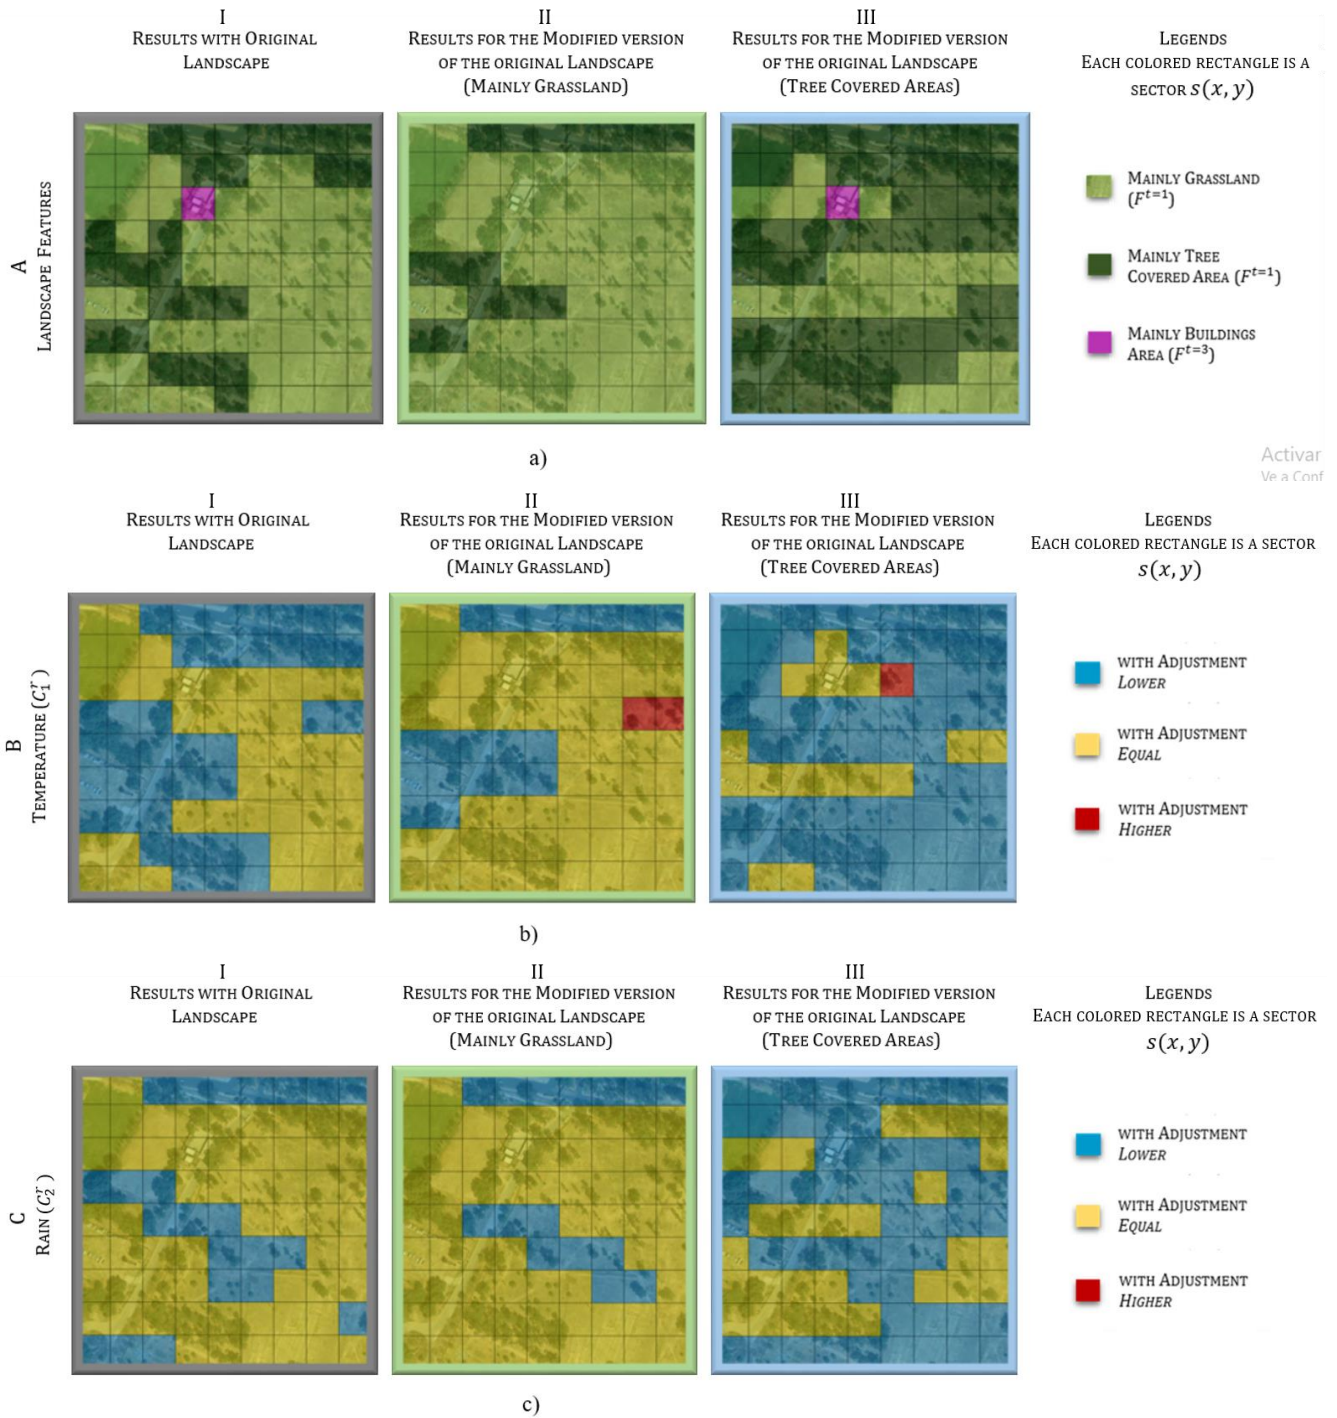 I
RESULTS WITH ORIGINAL
LANDSCAPE
II
RESULTS FOR THE MODIFIED VERSION
OF THE ORIGINAL LANDSCAPE
(MAINLY GRASSLAND)
III
RESULTS FOR THE MODIFIED VERSION
OF THE ORIGINAL LANDSCAPE
(TREE COVERED AREAS)
LEGENDS
EACH COLORED RECTANGLE IS A
SECTOR s(x, y)
A
LANDSCAPE FEATURES
MAINLY GRASSLAND
(F^{t=1})
MAINLY TREE
COVERED AREA (F^{t=1})
MAINLY BUILDINGS
AREA (F^{t=3})
a)
Activar
Ve a Conf
I
RESULTS WITH ORIGINAL
LANDSCAPE
II
RESULTS FOR THE MODIFIED VERSION
OF THE ORIGINAL LANDSCAPE
(MAINLY GRASSLAND)
III
RESULTS FOR THE MODIFIED VERSION
OF THE ORIGINAL LANDSCAPE
(TREE COVERED AREAS)
LEGENDS
EACH COLORED RECTANGLE IS A SECTOR
s(x, y)
B
TEMPERATURE (C_1^r)
WITH ADJUSTMENT
LOWER
WITH ADJUSTMENT
EQUAL
WITH ADJUSTMENT
HIGHER
b)
I
RESULTS WITH ORIGINAL
LANDSCAPE
II
RESULTS FOR THE MODIFIED VERSION
OF THE ORIGINAL LANDSCAPE
(MAINLY GRASSLAND)
III
RESULTS FOR THE MODIFIED VERSION
OF THE ORIGINAL LANDSCAPE
(TREE COVERED AREAS)
LEGENDS
EACH COLORED RECTANGLE IS A SECTOR
s(x, y)
C
RAIN (C_2^r)
WITH ADJUSTMENT
LOWER
WITH ADJUSTMENT
EQUAL
WITH ADJUSTMENT
HIGHER
c)